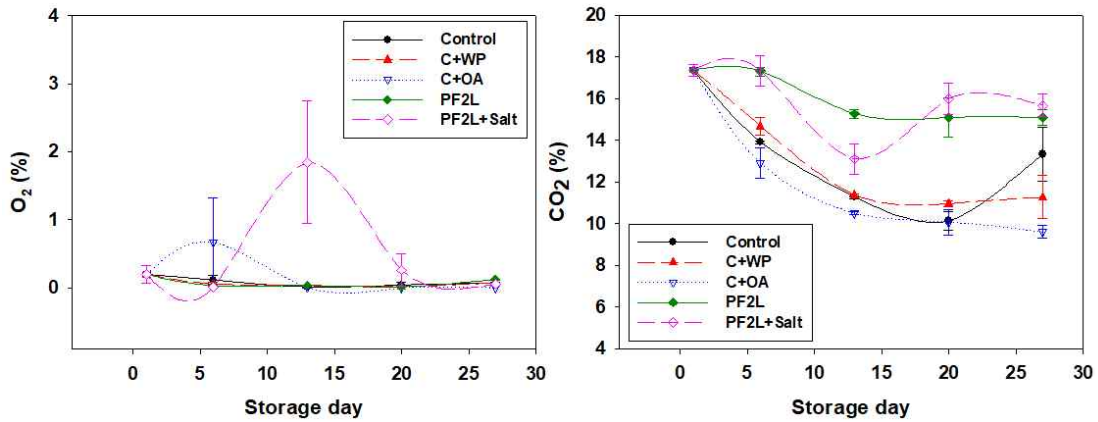 4
3
2
1
0
O2 (%)
Control
C+WP
C+OA
PF2L
PF2L+Salt
0 5 10 15 20 25 30
Storage day
20
18
16
14
12
10
8
6
4
CO2 (%)
Control
C+WP
C+OA
PF2L
PF2L+Salt
0 5 10 15 20 25 30
Storage day